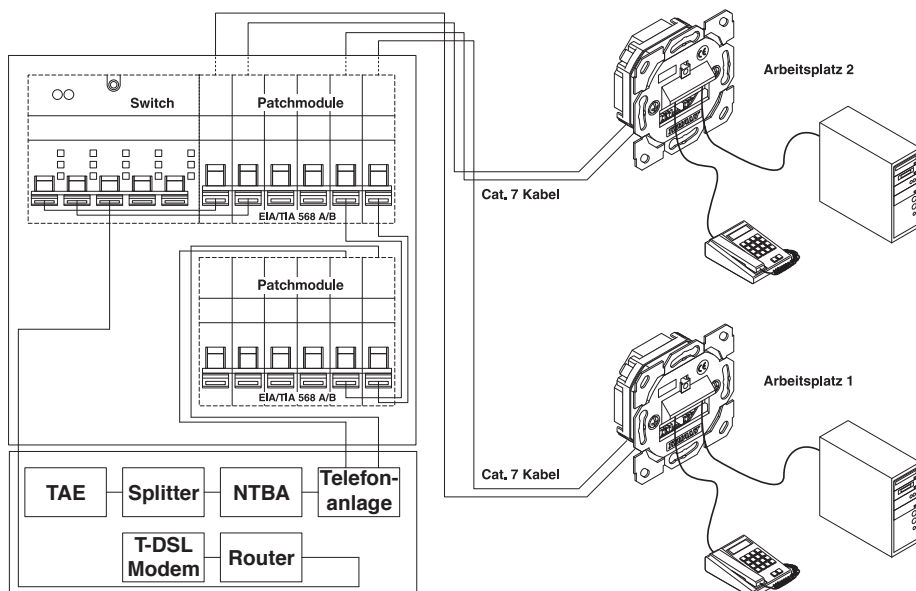 Switch
Patchmodule
EIA/TIA 568 A/B
Arbeitsplatz 2
Cat. 7 Kabel
Patchmodule
EIA/TIA 568 A/B
Arbeitsplatz 1
Cat. 7 Kabel
TAE
Splitter
NTBA
Telefon-
anlage
T-DSL
Modem
Router